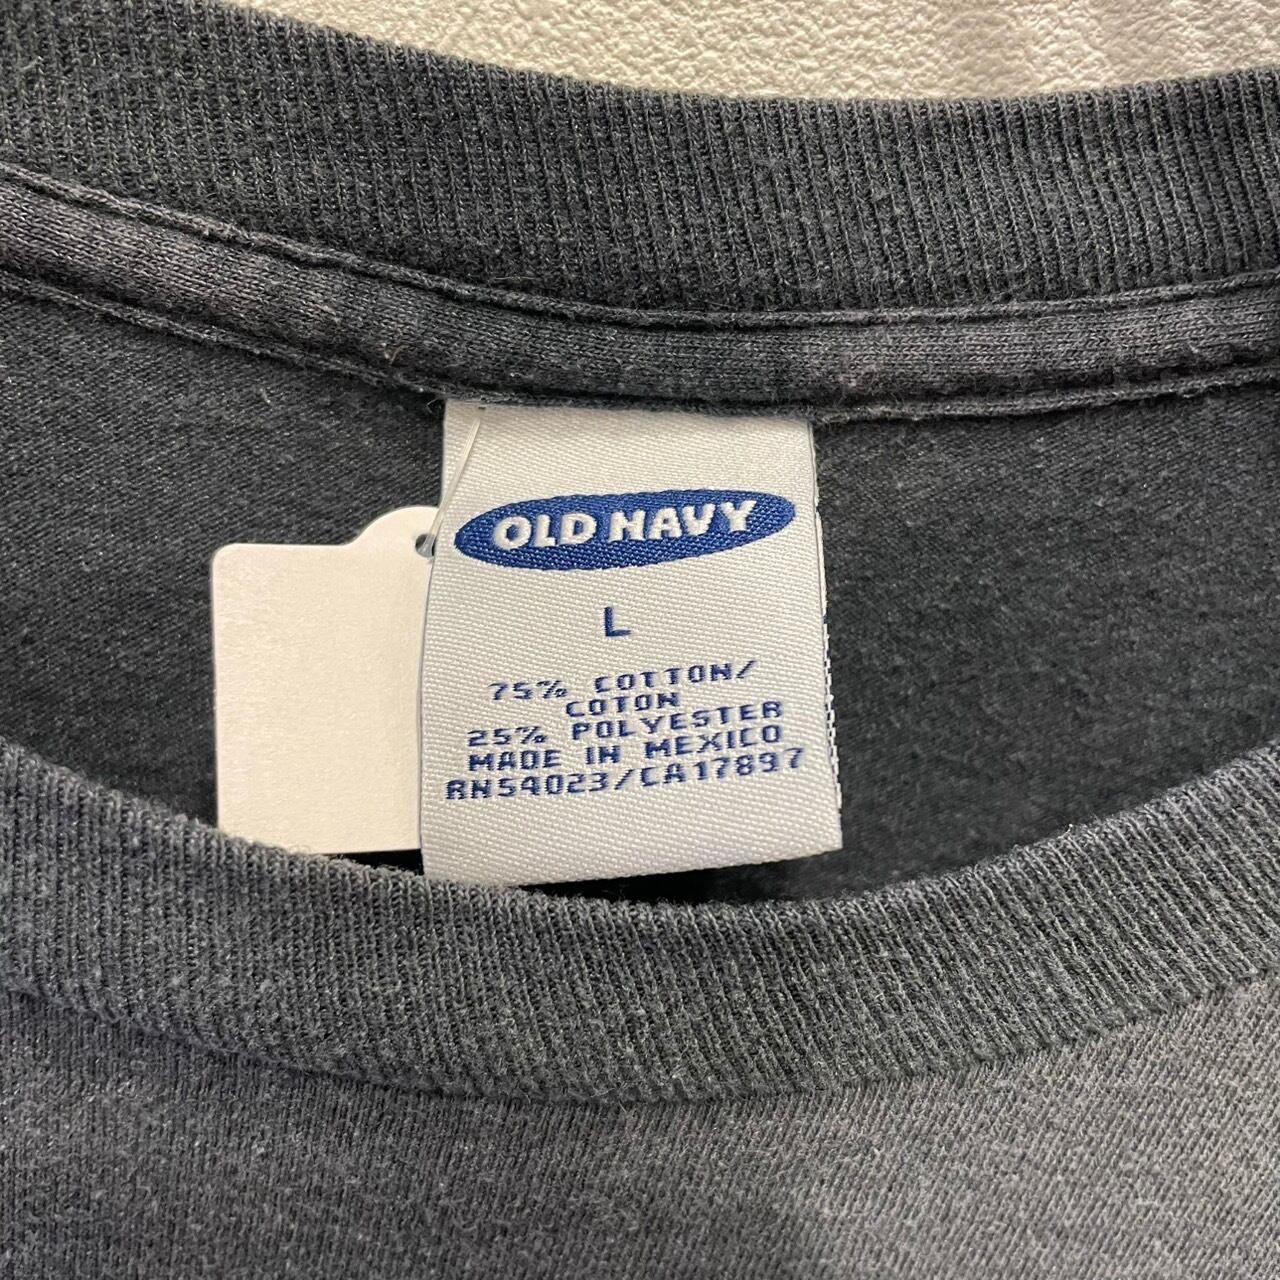 OLD NAVY
L
75% COTTON/
COTON
25% POLYESTER
MADE IN MEXICO
RN54023/CA17897